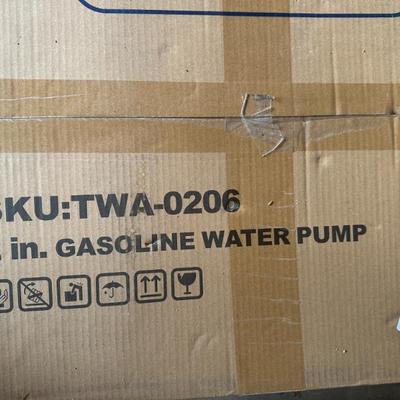 SKU:TWA-0206
in. GASOLINE WATER PUMP